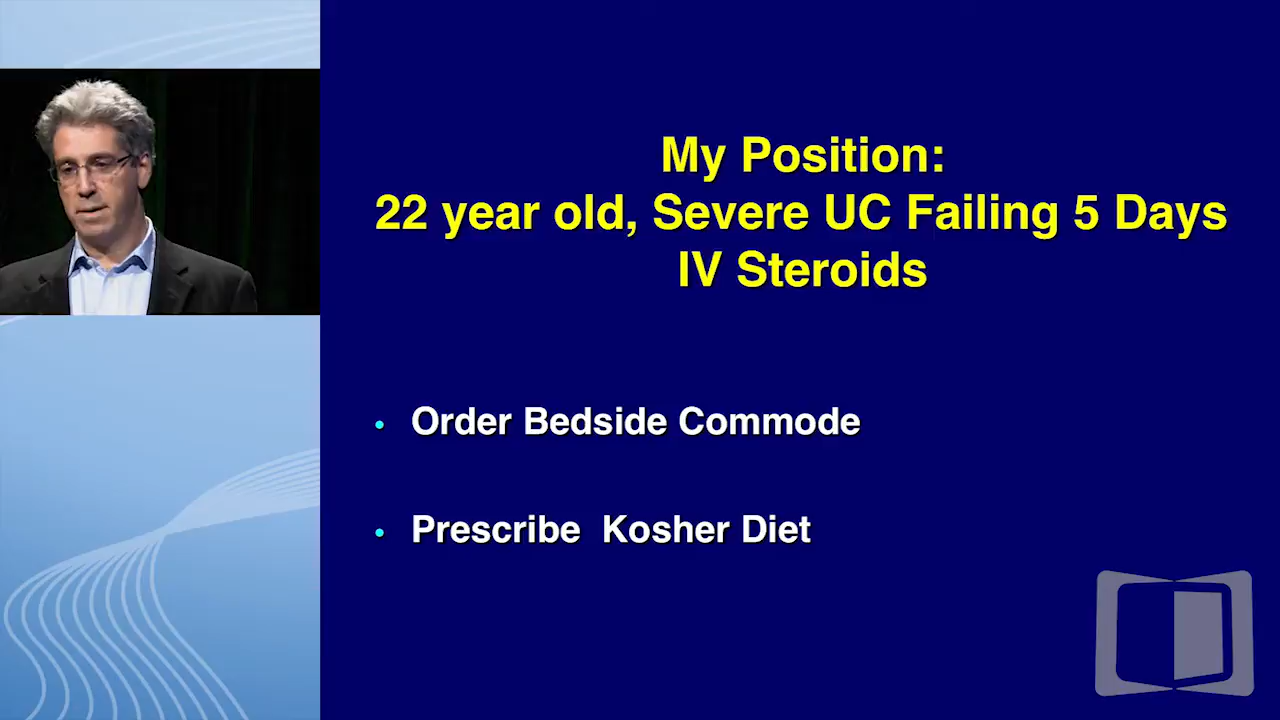 My Position:
22 year old, Severe UC Failing 5 Days
IV Steroids
• Order Bedside Commode
• Prescribe Kosher Diet